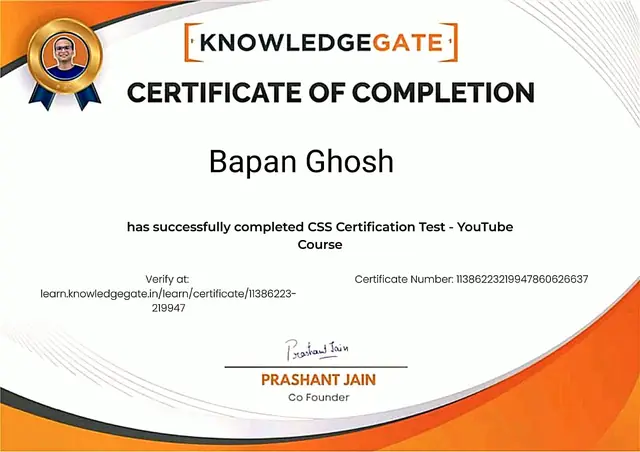 KNOWLEDGEGATE
CERTIFICATE OF COMPLETION
Bapan Ghosh
has successfully completed CSS Certification Test - YouTube
Course
Verify at:
learn.knowledgegate.in/learn/certificate/11386223-
219947
Certificate Number: 11386223219947860626637
Prashant Jain
PRASHANT JAIN
Co Founder